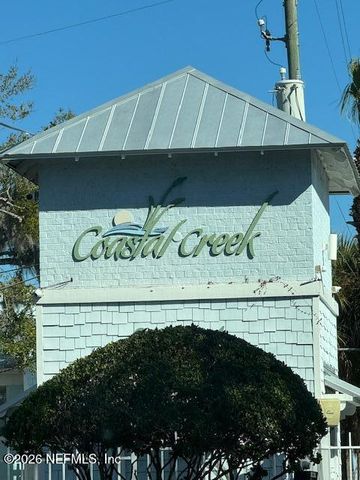 Coastal Creek
©2026 NEFMLS, Inc